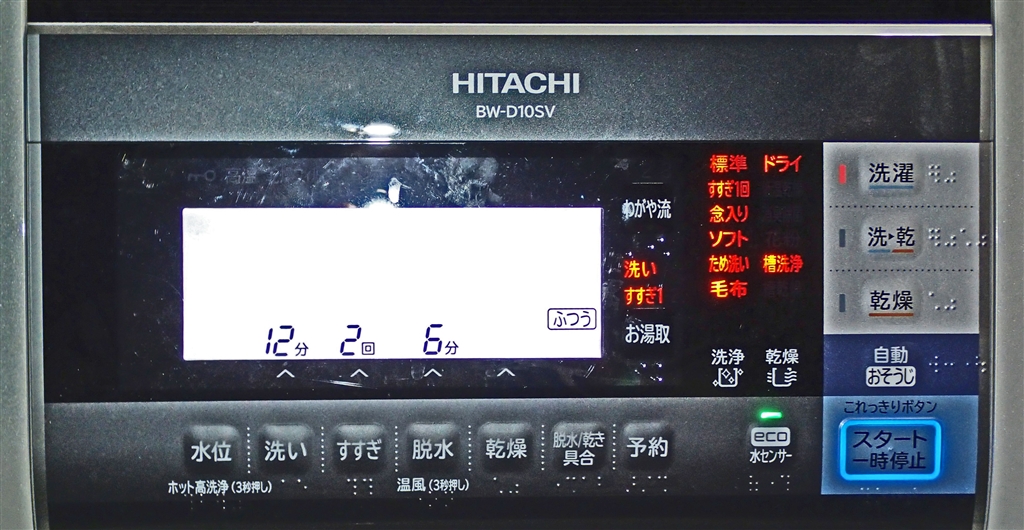 HITACHI
BW-D10SV
標準 ドライ
すすぎ1回
念入り
ソフト
ため洗い 槽洗浄
毛布
わがや流
洗い
すすぎ1
お湯取
洗浄 乾燥
12分 2回 6分
ふつう
洗濯
洗▸乾
乾燥
自動
おそうじ
これっきりボタン
スタート
一時停止
水位 洗い すすぎ 脱水 乾燥 脱水/乾き具合 予約
ホット高洗浄(3秒押し) 温風(3秒押し)
eco
水センサー